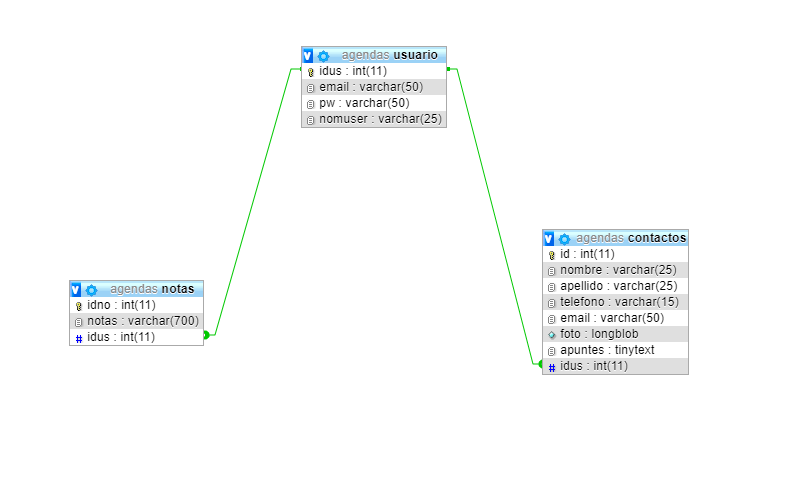 agendas usuario
idus : int(11)
email : varchar(50)
pw : varchar(50)
nomuser : varchar(25)
agendas contactos
id : int(11)
nombre : varchar(25)
apellido : varchar(25)
telefono : varchar(15)
email : varchar(50)
foto : longblob
apuntes : tinytext
# idus : int(11)
agendas notas
idno : int(11)
notas : varchar(700)
# idus : int(11)